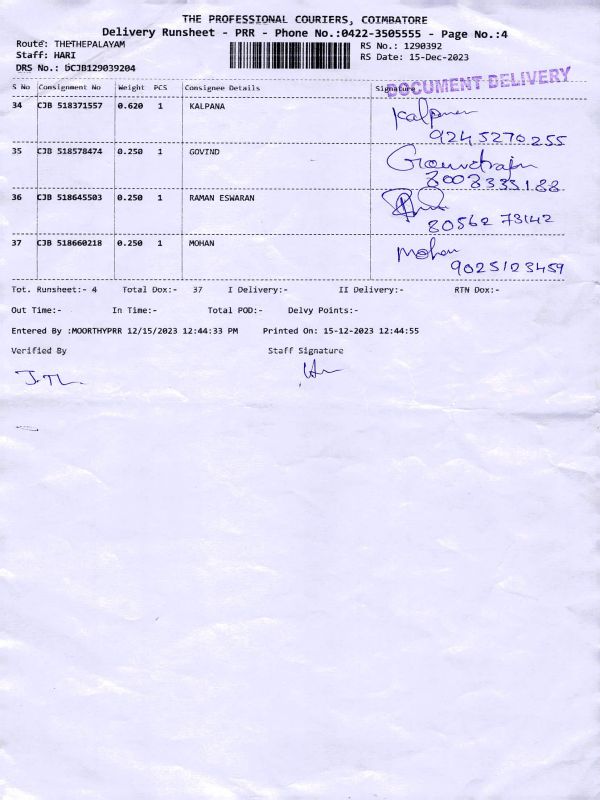 THE PROFESSIONAL COURIERS, COIMBATORE
Delivery Runsheet - PRR - Phone No.:0422-3505555 - Page No.:4
Route: THETHEPALAYAM
RS No.: 1290392
Staff: HARI
RS Date: 15-Dec-2023
DRS No.: DCJB129039204
DOCUMENT DELIVERY
S No Consignment No Weight PCS Consignee Details Signature
34 CJB 518371557 0.620 1 KALPANA Kalpana
9245270255
35 CJB 518578474 0.250 1 GOVIND Govindrajn
8008333188
36 CJB 518645503 0.250 1 RAMAN ESWARAN
80562 73142
37 CJB 518660218 0.250 1 MOHAN Mohan
9025123459
Tot. Runsheet:- 4 Total Dox:- 37 I Delivery:- II Delivery:- RTN Dox:-
Out Time:- In Time:- Total POD:- Delvy Points:-
Entered By :MOORTHYPRR 12/15/2023 12:44:33 PM Printed On: 15-12-2023 12:44:55
Verified By Staff Signature